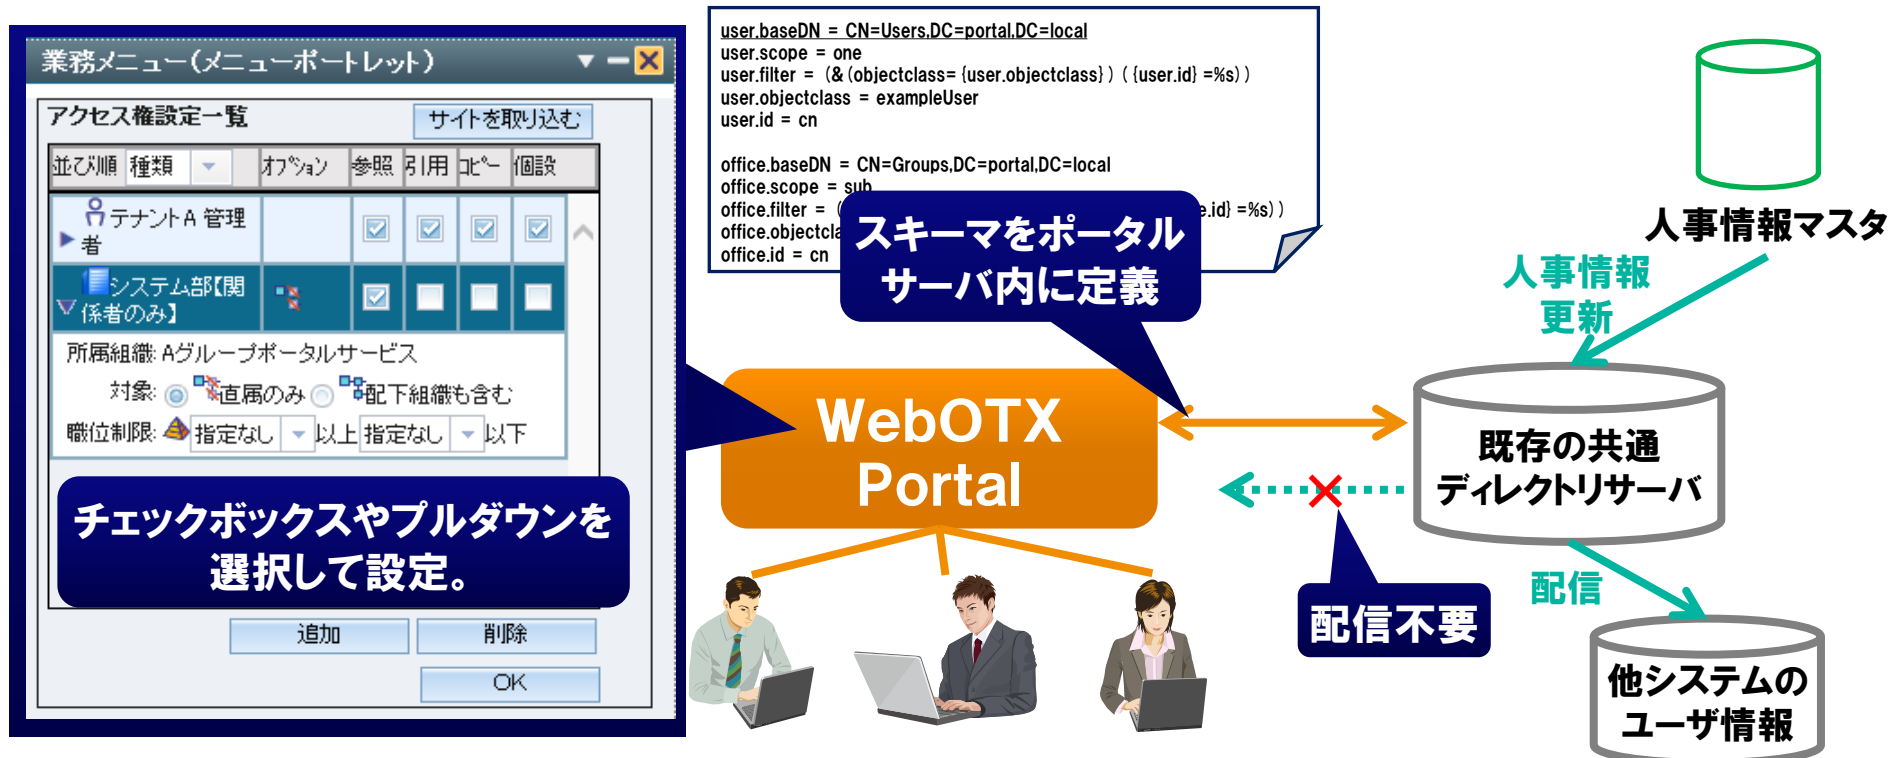 業務メニュー(メニューポートレット)
アクセス権設定一覧
サイトを取り込む
並び順 種類 オプション 参照 引用 コピー 個設
テナントA 管理
者
システム部【関
係者のみ】
所属組織: Aグループポータルサービス
対象: 直属のみ 配下組織も含む
職位制限: 指定なし 以上 指定なし 以下
チェックボックスやプルダウンを
選択して設定。
追加 削除
OK
user.baseDN = CN=Users,DC=portal,DC=local
user.scope = one
user.filter = (&(objectclass={user.objectclass})({user.id}=%s))
user.objectclass = exampleUser
user.id = cn
office.baseDN = CN=Groups,DC=portal,DC=local
office.scope = sub
office.filter = ( e.id}=%s))
office.objectcla
office.id = cn
スキーマをポータル
サーバ内に定義
WebOTX
Portal
人事情報マスタ
人事情報
更新
既存の共通
ディレクトリサーバ
配信不要
配信
他システムの
ユーザ情報